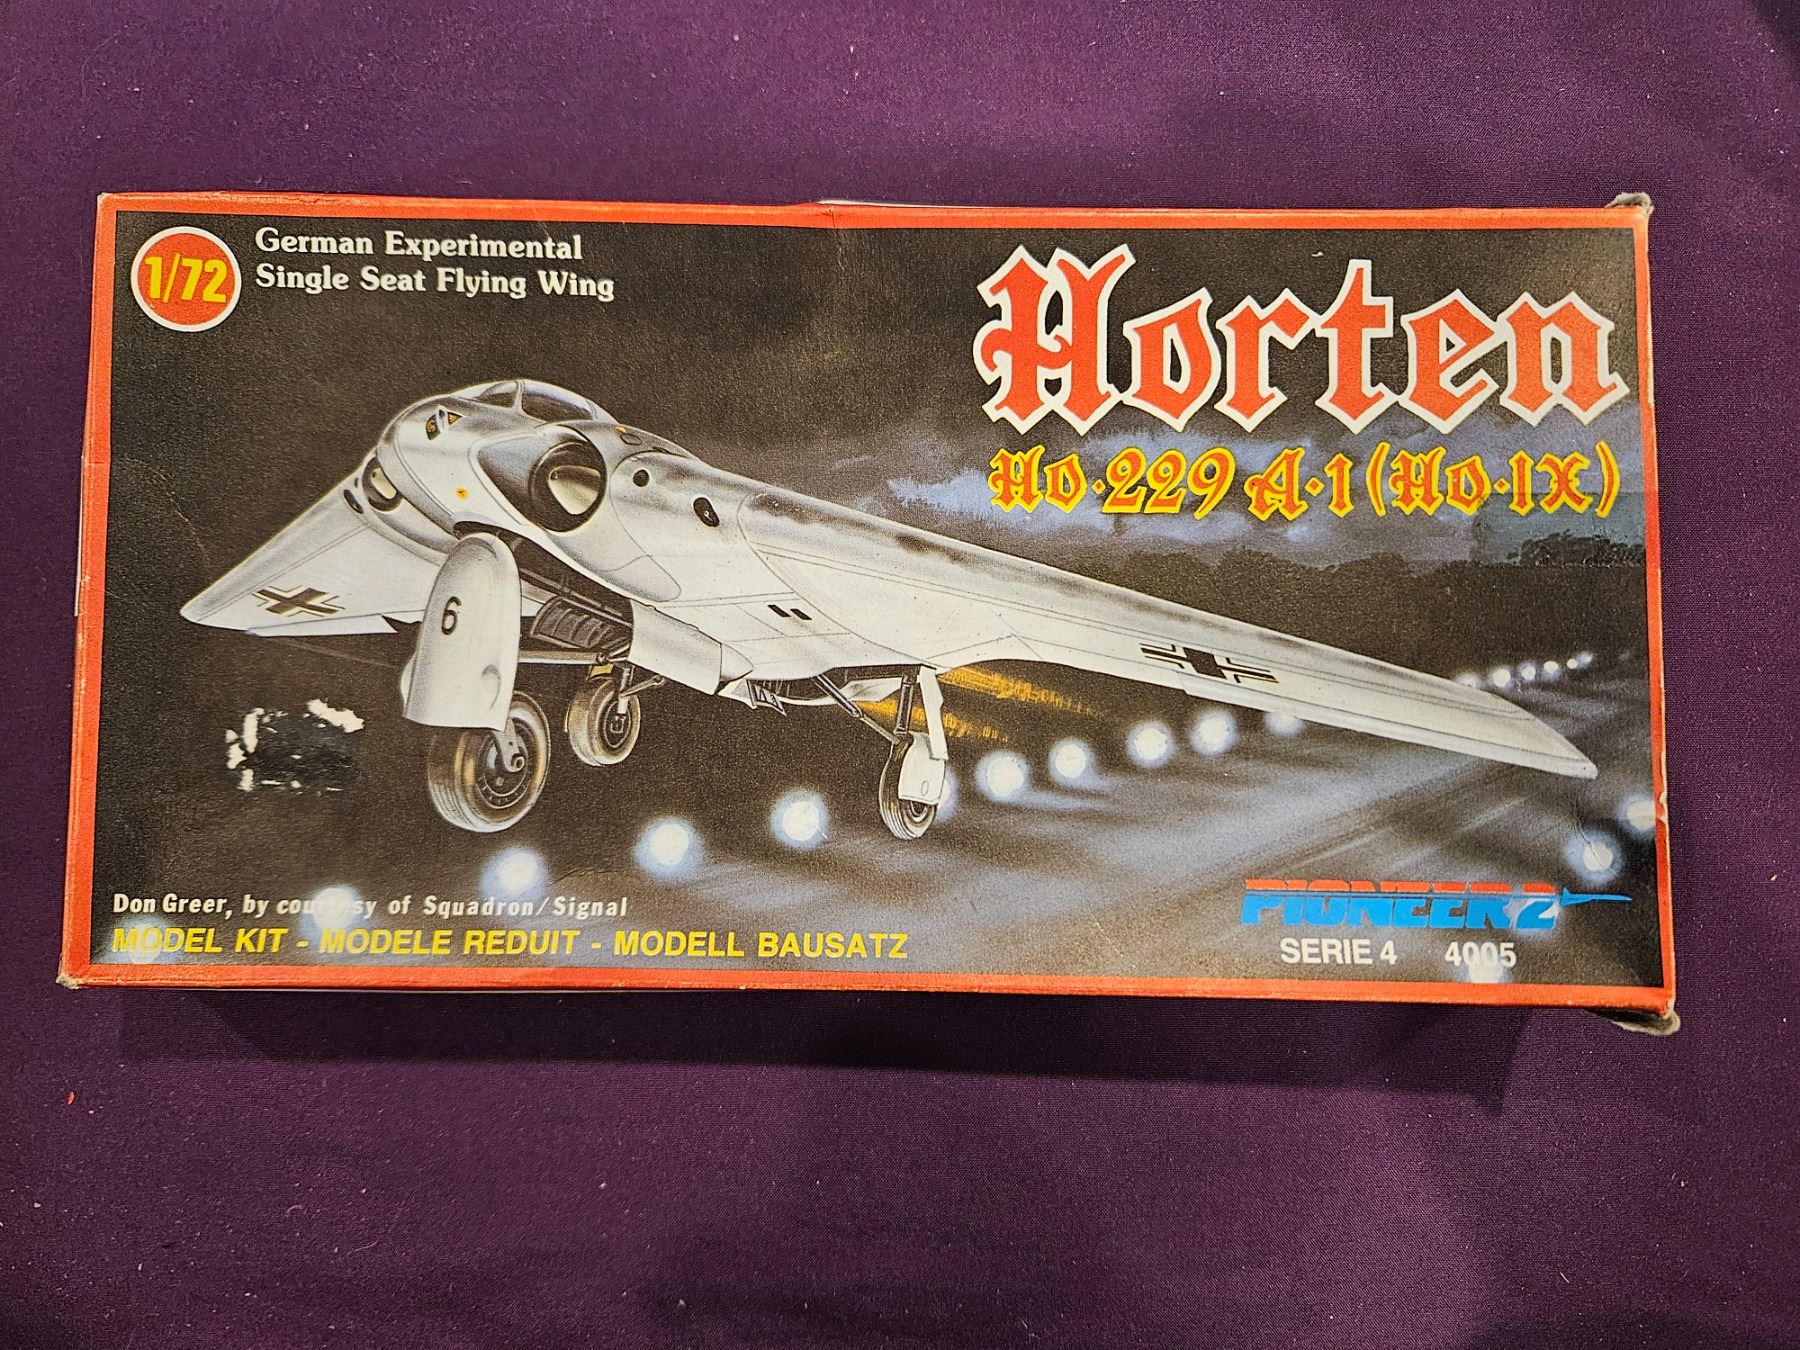 1/72
German Experimental
Single Seat Flying Wing
Horten
Ho·229 A·1 (Ho·IX)
6
Don Greer, by courtesy of Squadron/Signal
MODEL KIT - MODELE REDUIT - MODELL BAUSATZ
PIONEER 2
SERIE 4 4005